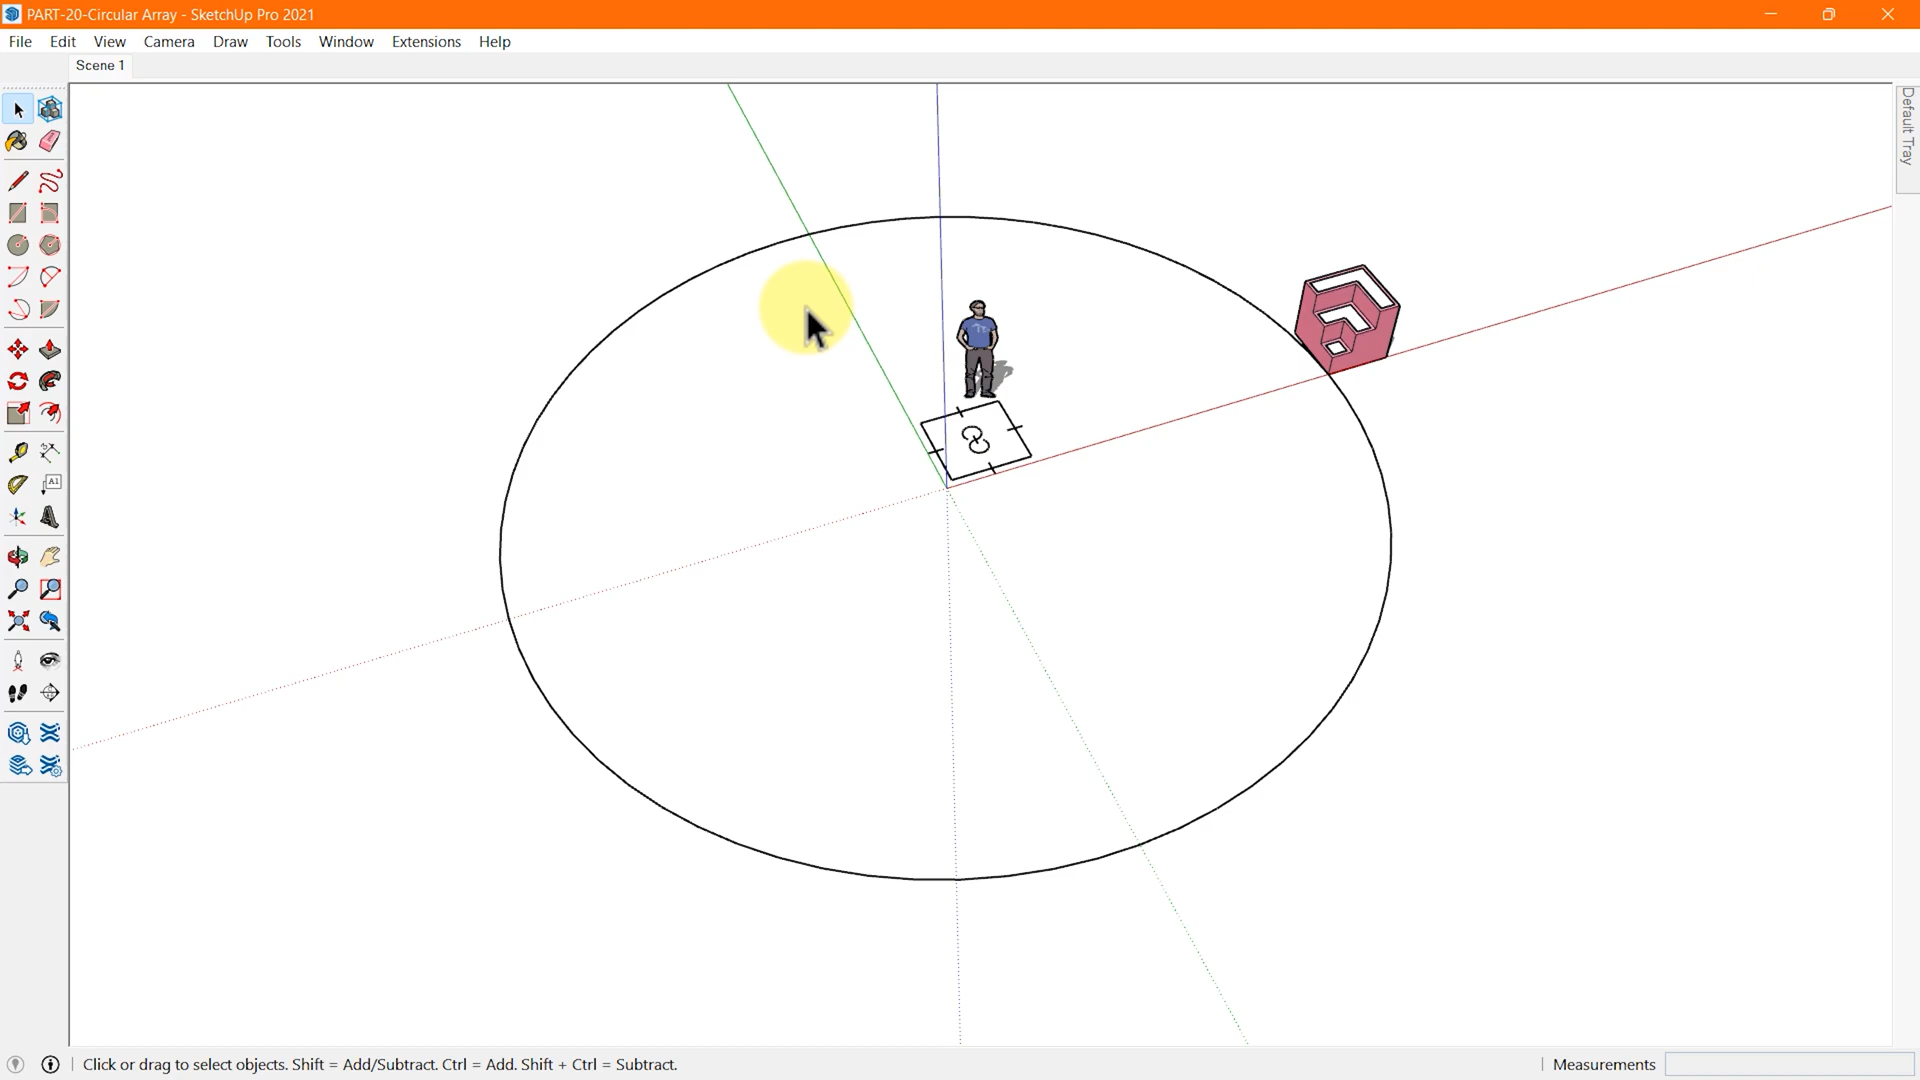 PART-20-Circular Array - SketchUp Pro 2021
File Edit View Camera Draw Tools Window Extensions Help
Scene 1
Default Tray
A1
Click or drag to select objects. Shift = Add/Subtract. Ctrl = Add. Shift + Ctrl = Subtract.
Measurements